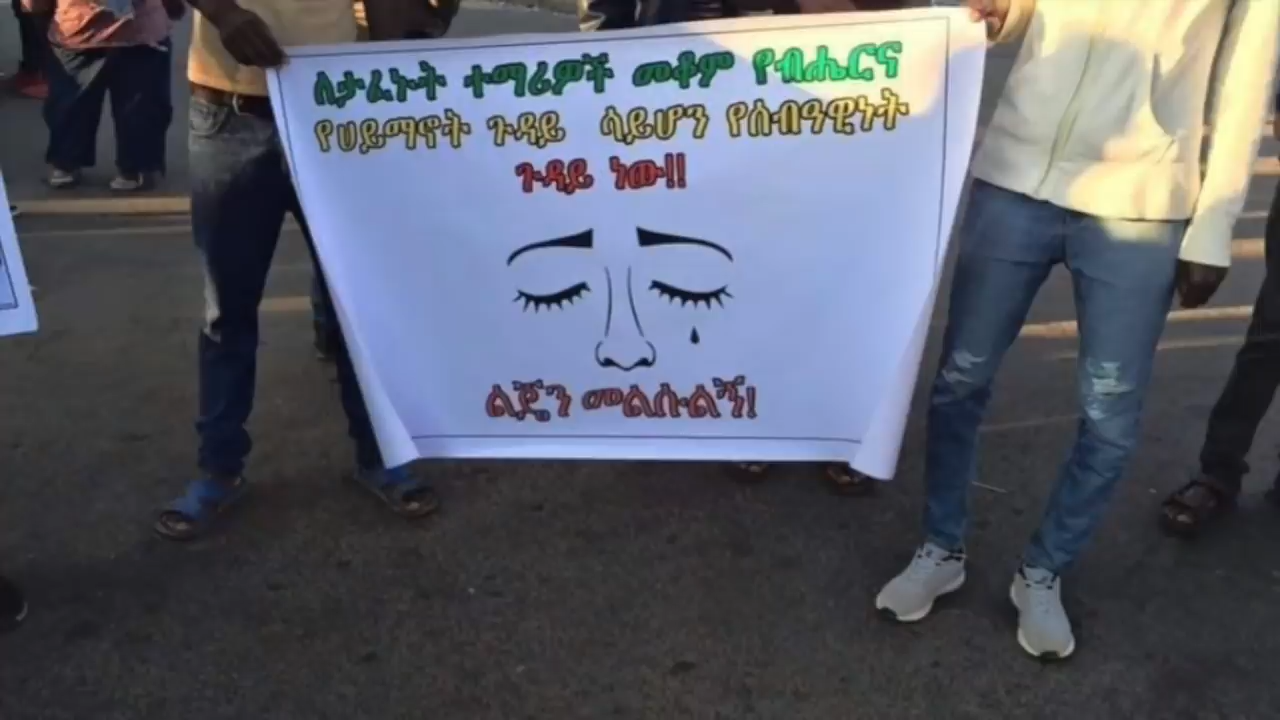 ለታፈኑት ተማሪዎች መቆም የብሔርና
የሀይማኖት ጉዳይ ሳይሆን የሰብዓዊነት
ጉዳይ ነው!!
ልጄን መልሱልኝ!